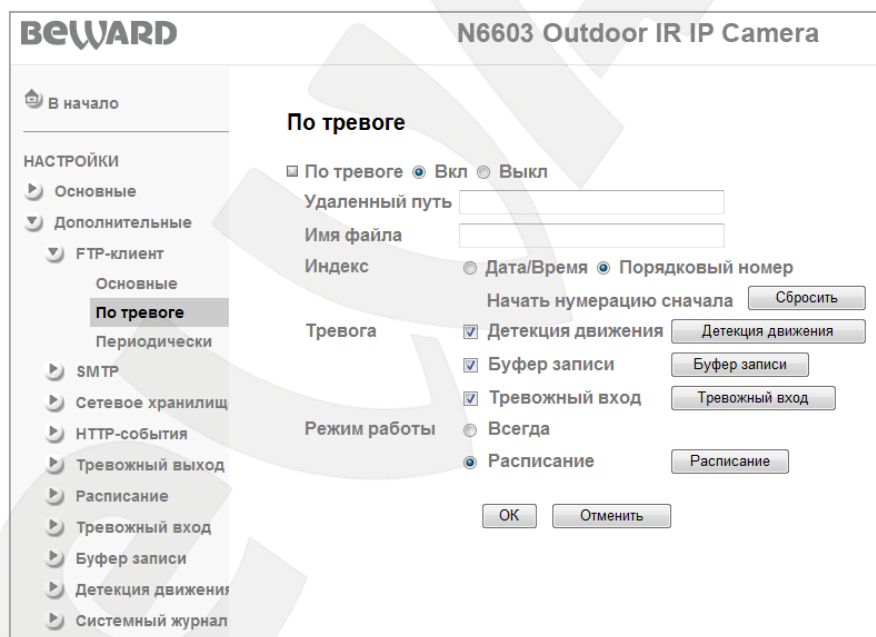 BEWARD
N6603 Outdoor IR IP Camera
В начало
НАСТРОЙКИ
Основные
Дополнительные
FTP-клиент
Основные
По тревоге
Периодически
SMTP
Сетевое хранилищ
HTTP-события
Тревожный выход
Расписание
Тревожный вход
Буфер записи
Детекция движения
Системный журнал
По тревоге
По тревоге Вкл Выкл
Удаленный путь
Имя файла
Индекс Дата/Время Порядковый номер
Начать нумерацию сначала Сбросить
Тревога Детекция движения Детекция движения
Буфер записи Буфер записи
Тревожный вход Тревожный вход
Режим работы Всегда
Расписание Расписание
OK Отменить